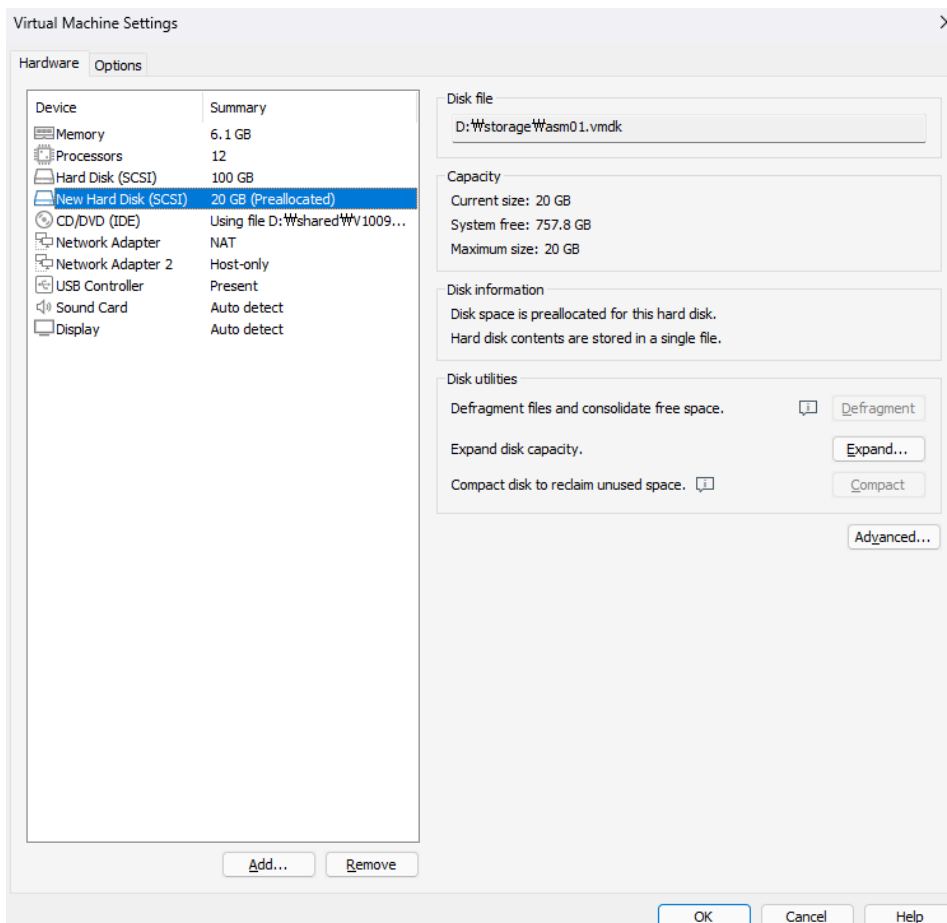 Virtual Machine Settings
Hardware Options
Device Summary
Memory 6.1 GB
Processors 12
Hard Disk (SCSI) 100 GB
New Hard Disk (SCSI) 20 GB (Preallocated)
CD/DVD (IDE) Using file D:₩shared₩V1009...
Network Adapter NAT
Network Adapter 2 Host-only
USB Controller Present
Sound Card Auto detect
Display Auto detect
Add... Remove
Disk file
D:₩storage₩asm01.vmdk
Capacity
Current size: 20 GB
System free: 757.8 GB
Maximum size: 20 GB
Disk information
Disk space is preallocated for this hard disk.
Hard disk contents are stored in a single file.
Disk utilities
Defragment files and consolidate free space. Defragment
Expand disk capacity. Expand...
Compact disk to reclaim unused space. Compact
Advanced...
OK Cancel Help